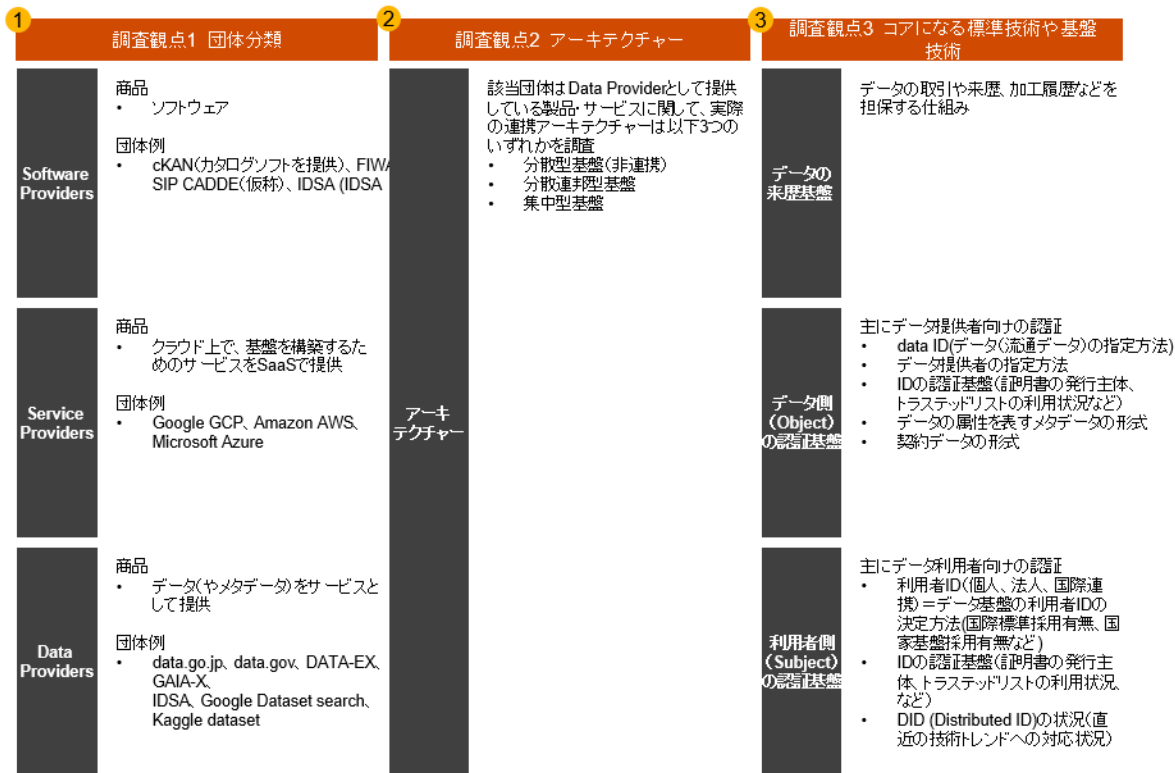 1
調査観点1 団体分類
Software
Providers
商品
• ソフトウェア
団体例
• cKAN(カタログソフトを提供)、FIWA
SIP CADDE(仮称)、IDSA (IDSA
Service
Providers
商品
• クラウド上で、基盤を構築するた
めのサービスをSaaSで提供
団体例
• Google GCP、Amazon AWS、
Microsoft Azure
Data
Providers
商品
• データ(やメタデータ)をサービスと
して提供
団体例
• data.go.jp、data.gov、DATA-EX、
GAIA-X、
IDSA、Google Dataset search、
Kaggle dataset
2
調査観点2 アーキテクチャー
アーキ
テクチャー
該当団体はData Providerとして提供
している製品・サービスに関して、実際
の連携アーキテクチャーは以下3つの
いずれかを調査
• 分散型基盤(非連携)
• 分散連邦型基盤
• 集中型基盤
3
調査観点3 コアになる標準技術や基盤
技術
データの
来歴基盤
データの取引や来歴、加工履歴などを
担保する仕組み
データ側
（Object）
の認証基盤
主にデータ提供者向けの認証
• data ID(データ(流通データ)の指定方法)
• データ提供者の指定方法
• IDの認証基盤(証明書の発行主体、
トラステッドリストの利用状況など)
• データの属性を表すメタデータの形式
• 契約データの形式
利用者側
（Subject）
の認証基盤
主にデータ利用者向けの認証
• 利用者ID(個人、法人、国際連
携)＝データ基盤の利用者IDの
決定方法(国際標準採用有無、国
家基盤採用有無など)
• IDの認証基盤(証明書の発行主
体、トラステッドリストの利用状況、
など)
• DID (Distributed ID)の状況(直
近の技術トレンドへの対応状況)